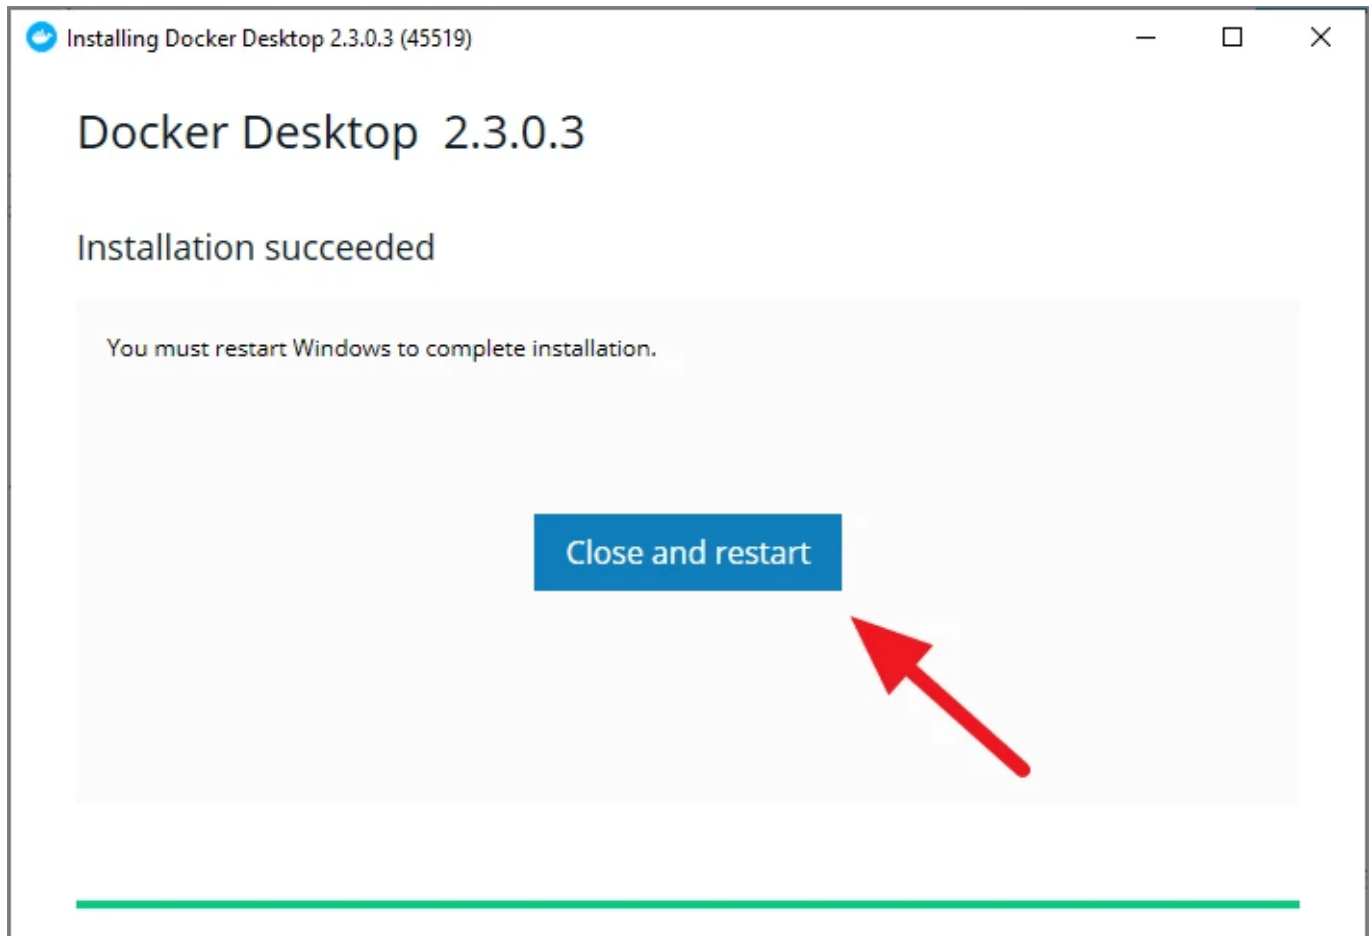 Installing Docker Desktop 2.3.0.3 (45519)
Docker Desktop 2.3.0.3
Installation succeeded
You must restart Windows to complete installation.
Close and restart